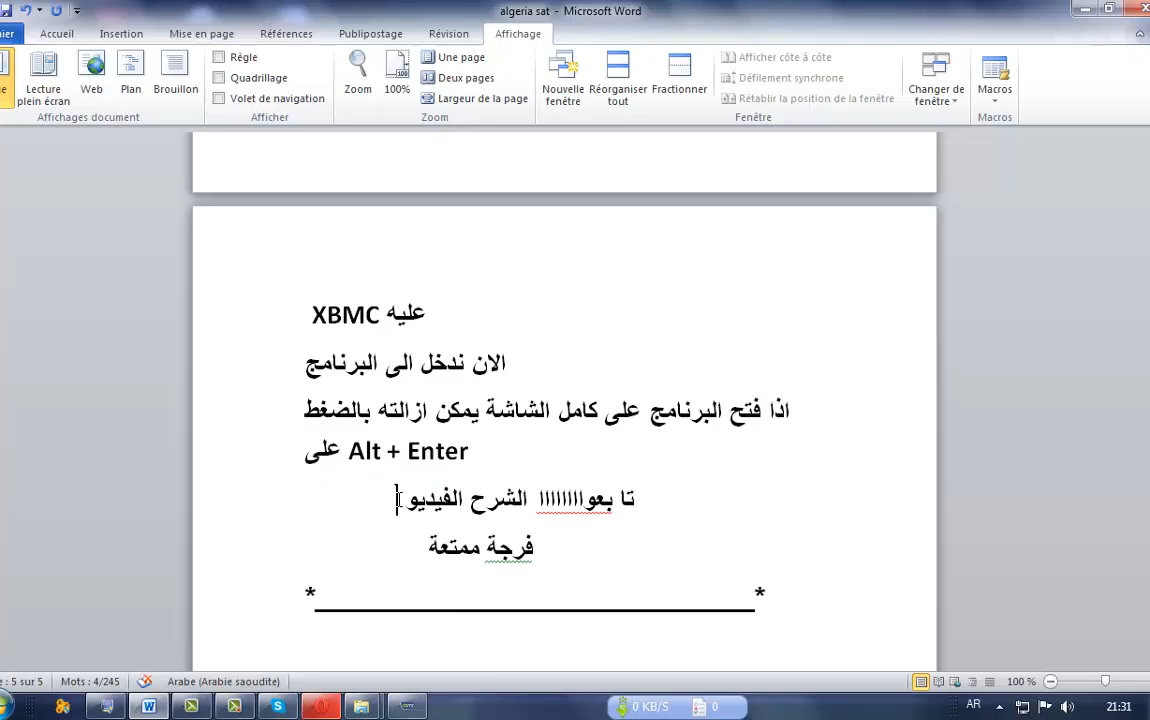 algeria sat - Microsoft Word
Accueil
Insertion
Mise en page
Références
Publipostage
Révision
Affichage
Lecture plein écran
Web
Plan
Brouillon
Affichages document
Règle
Quadrillage
Volet de navigation
Afficher
Zoom
100%
Une page
Deux pages
Largeur de la page
Zoom
Nouvelle fenêtre
Réorganiser tout
Fractionner
Afficher côte à côte
Défilement synchrone
Rétablir la position de la fenêtre
Fenêtre
Changer de fenêtre
Macros
Macros
XBMC عليه
الان ندخل الى البرنامج
اذا فتح البرنامج على كامل الشاشة يمكن ازالته بالضغط
على Alt + Enter
تا بعواااااااا الشرح الفيديو
فرجة ممتعة
*______________________________*
: 5 sur 5
Mots : 4/245
Arabe (Arabie saoudite)
100 %
0 KB/S
0
AR
21:31